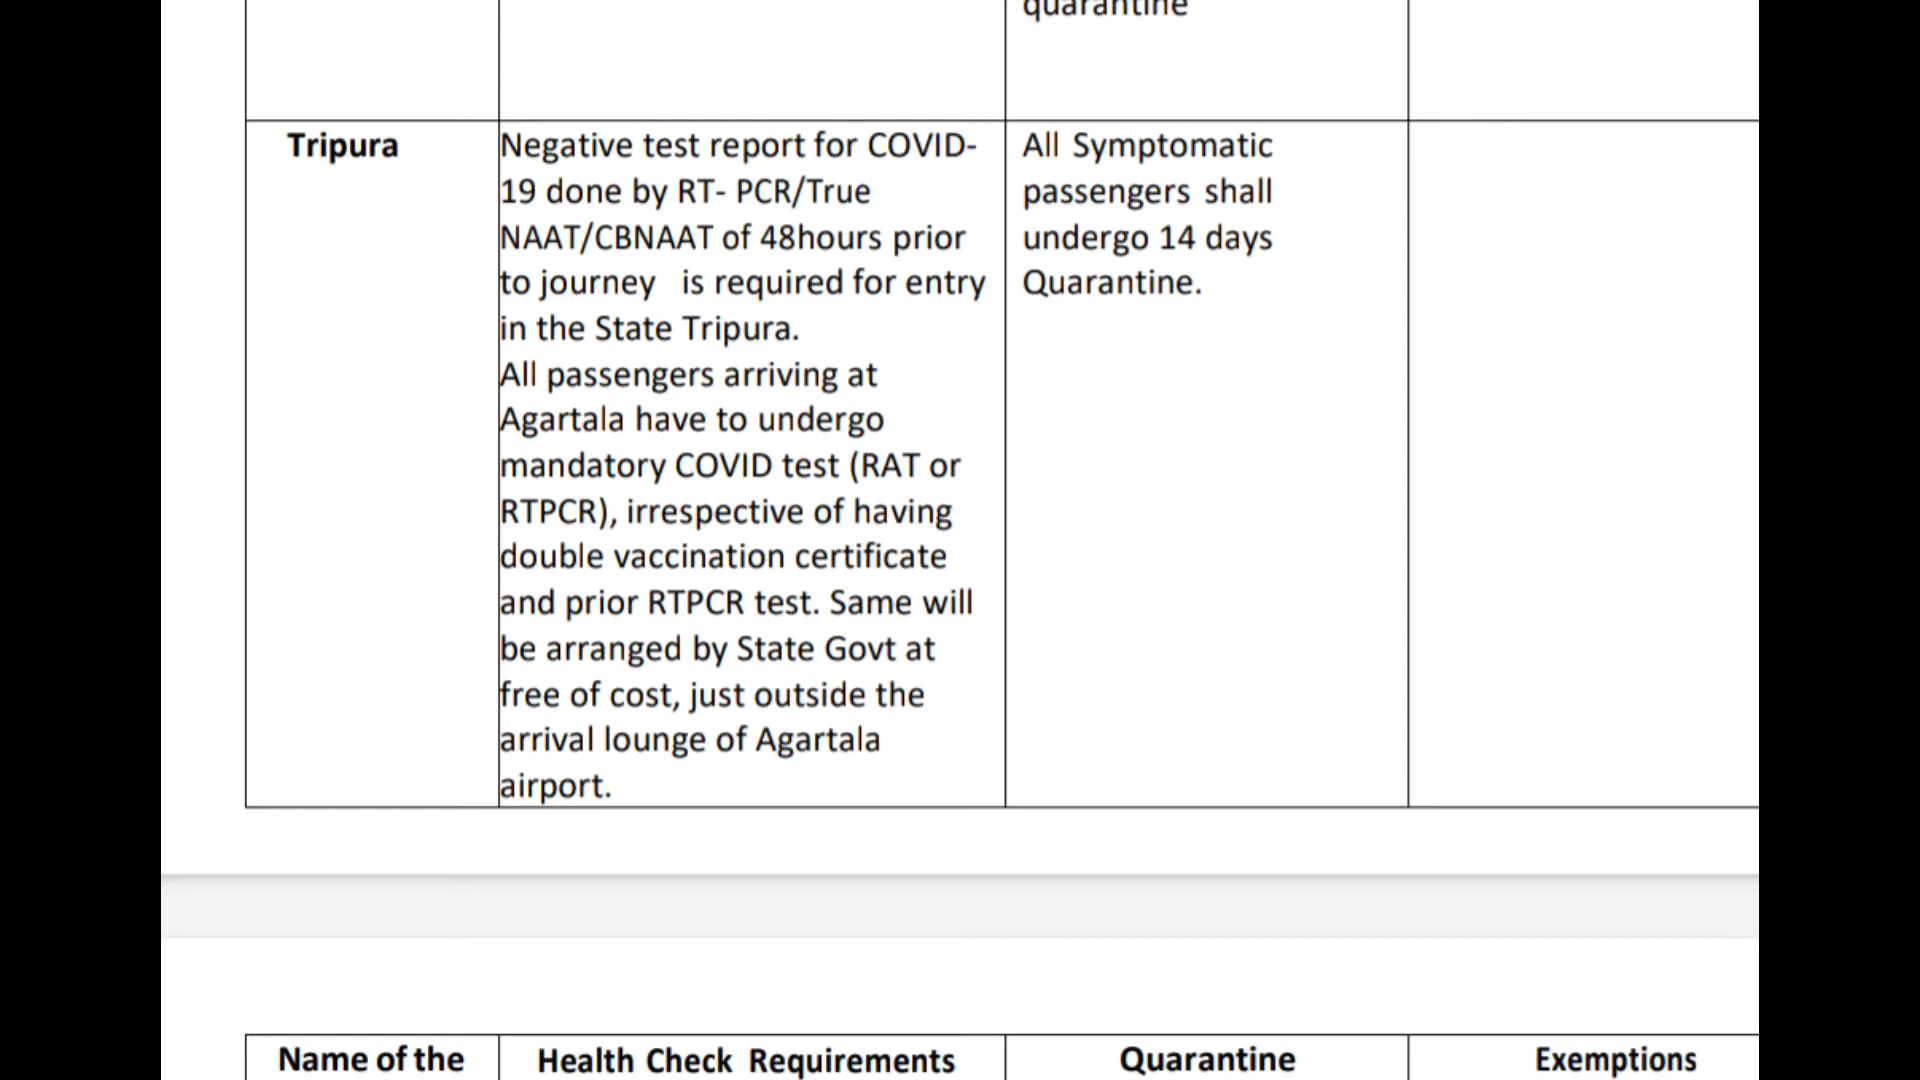 quarantine
Tripura
Negative test report for COVID-
19 done by RT- PCR/True
NAAT/CBNAAT of 48hours prior
to journey is required for entry
in the State Tripura.
All passengers arriving at
Agartala have to undergo
mandatory COVID test (RAT or
RTPCR), irrespective of having
double vaccination certificate
and prior RTPCR test. Same will
be arranged by State Govt at
free of cost, just outside the
arrival lounge of Agartala
airport.
All Symptomatic
passengers shall
undergo 14 days
Quarantine.
Name of the
Health Check Requirements
Quarantine
Exemptions